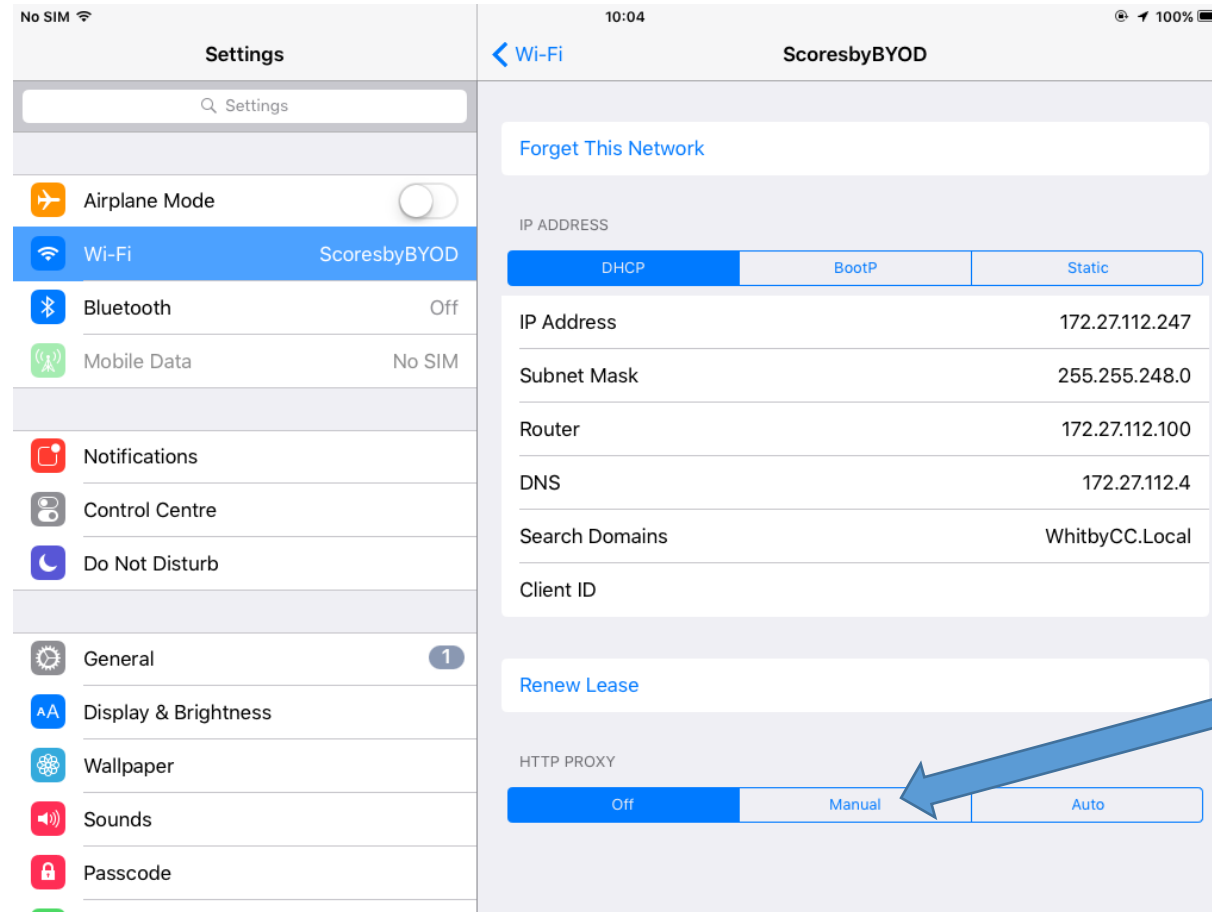 No SIM 10:04 100%
Settings
Wi-Fi ScoresbyBYOD
Settings
Airplane Mode
Wi-Fi ScoresbyBYOD
Bluetooth Off
Mobile Data No SIM
Notifications
Control Centre
Do Not Disturb
General 1
AA Display & Brightness
Wallpaper
Sounds
Passcode
Forget This Network
IP ADDRESS
DHCP BootP Static
IP Address 172.27.112.247
Subnet Mask 255.255.248.0
Router 172.27.112.100
DNS 172.27.112.4
Search Domains WhitbyCC.Local
Client ID
Renew Lease
HTTP PROXY
Off Manual Auto